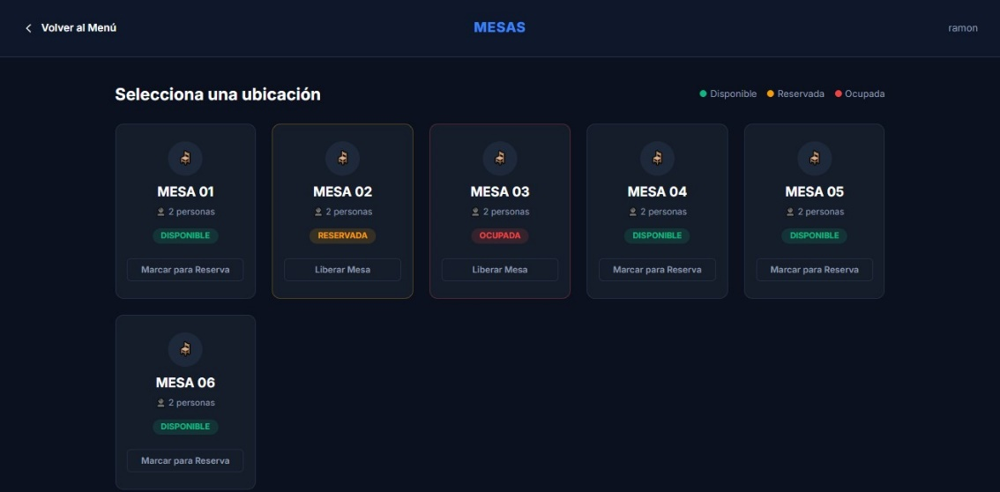 Volver al Menú
MESAS
ramon
Selecciona una ubicación
Disponible
Reservada
Ocupada
MESA 01
2 personas
DISPONIBLE
Marcar para Reserva
MESA 02
2 personas
RESERVADA
Liberar Mesa
MESA 03
2 personas
OCUPADA
Liberar Mesa
MESA 04
2 personas
DISPONIBLE
Marcar para Reserva
MESA 05
2 personas
DISPONIBLE
Marcar para Reserva
MESA 06
2 personas
DISPONIBLE
Marcar para Reserva